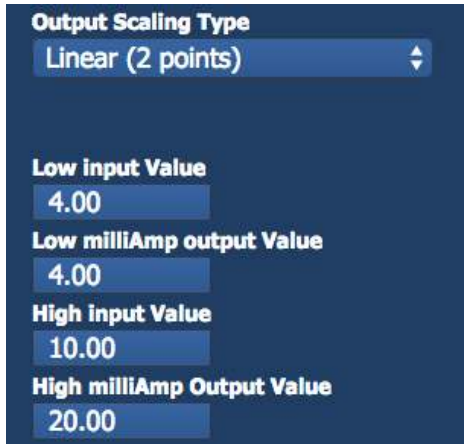 Output Scaling Type
Linear (2 points)
Low input Value
4.00
Low milliAmp output Value
4.00
High input Value
10.00
High milliAmp Output Value
20.00